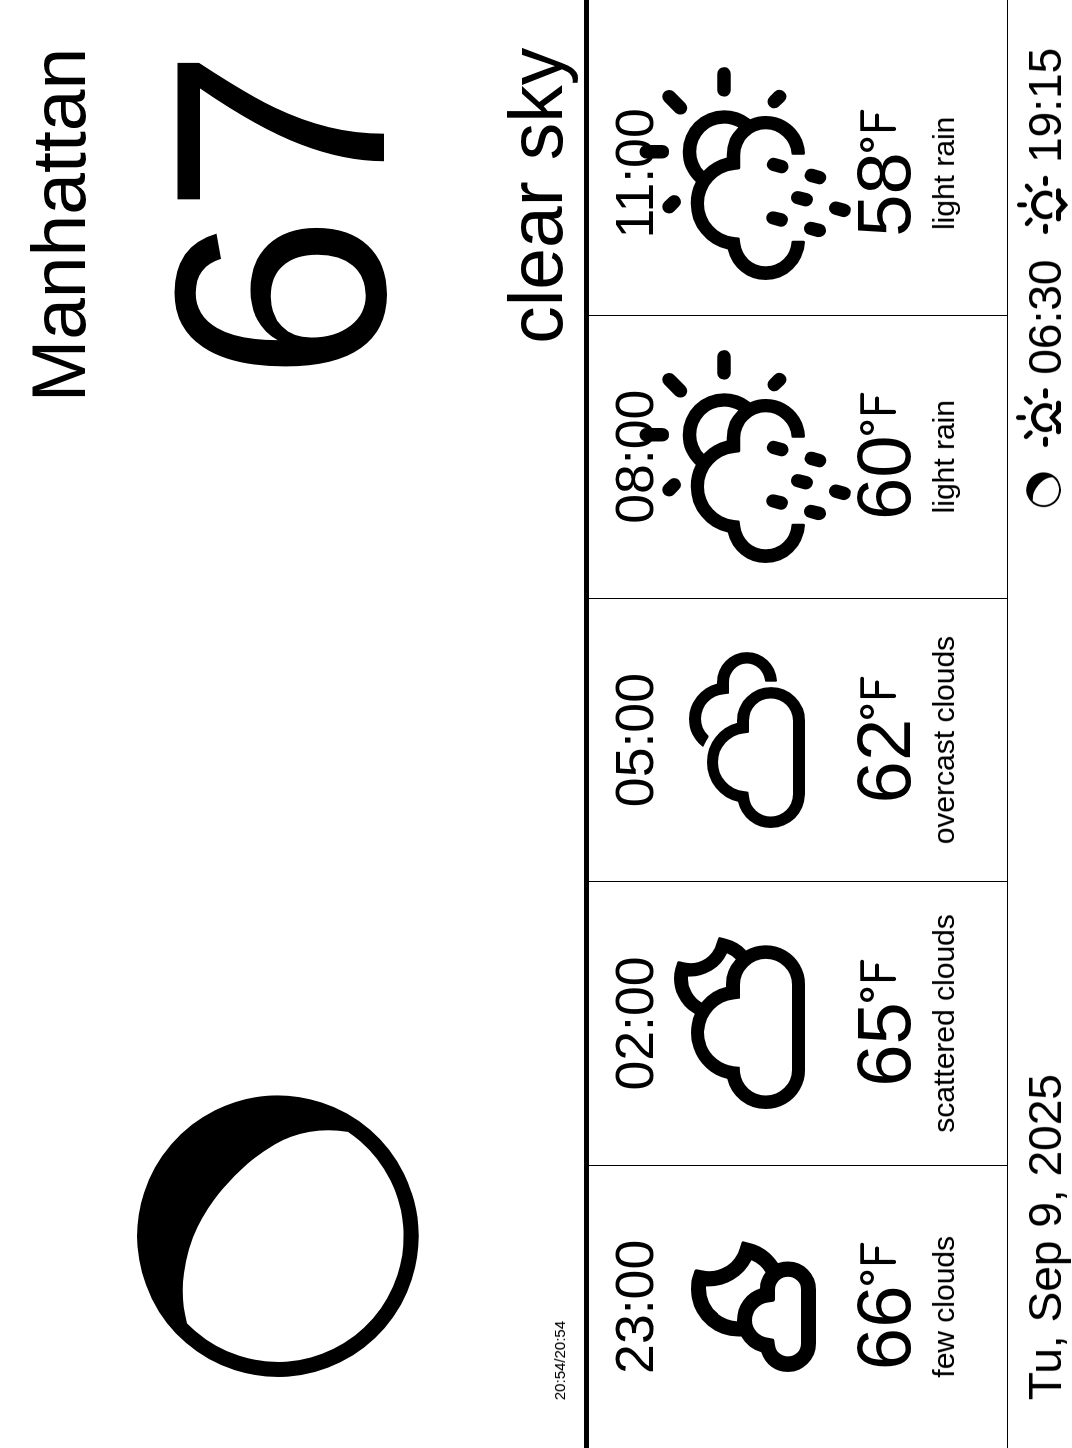 Manhattan
67
clear sky
20:54/20:54
23:00
66°F
few clouds
02:00
65°F
scattered clouds
05:00
62°F
overcast clouds
08:00
60°F
light rain
11:00
58°F
light rain
Tu, Sep 9, 2025
06:30 19:15